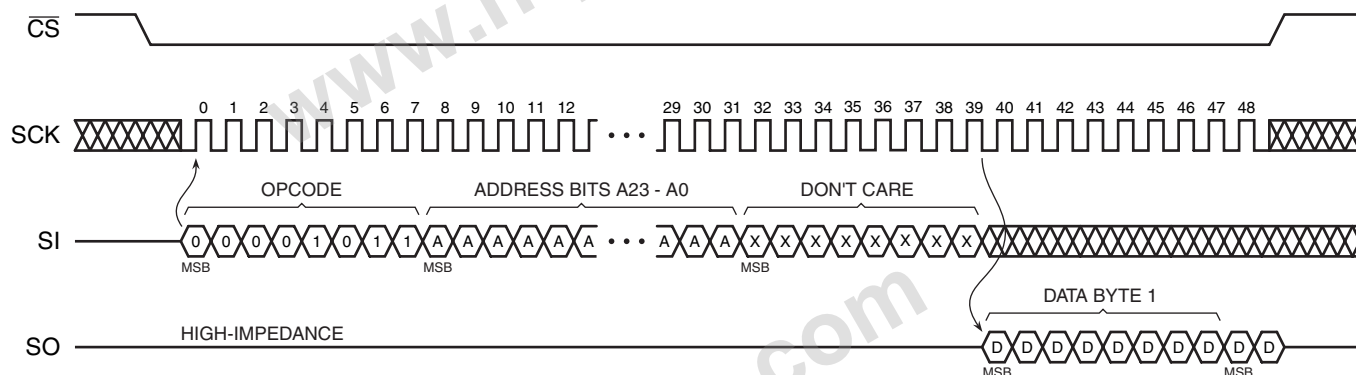 CS
0 1 2 3 4 5 6 7 8 9 10 11 12 29 30 31 32 33 34 35 36 37 38 39 40 41 42 43 44 45 46 47 48
SCK • • •
OPCODE ADDRESS BITS A23 - A0 DON'T CARE
SI 0 0 0 0 1 0 1 1 A A A A A A • • • A A A X X X X X X X X
MSB MSB MSB
DATA BYTE 1
HIGH-IMPEDANCE
SO D D D D D D D D D D
MSB MSB
www.
com